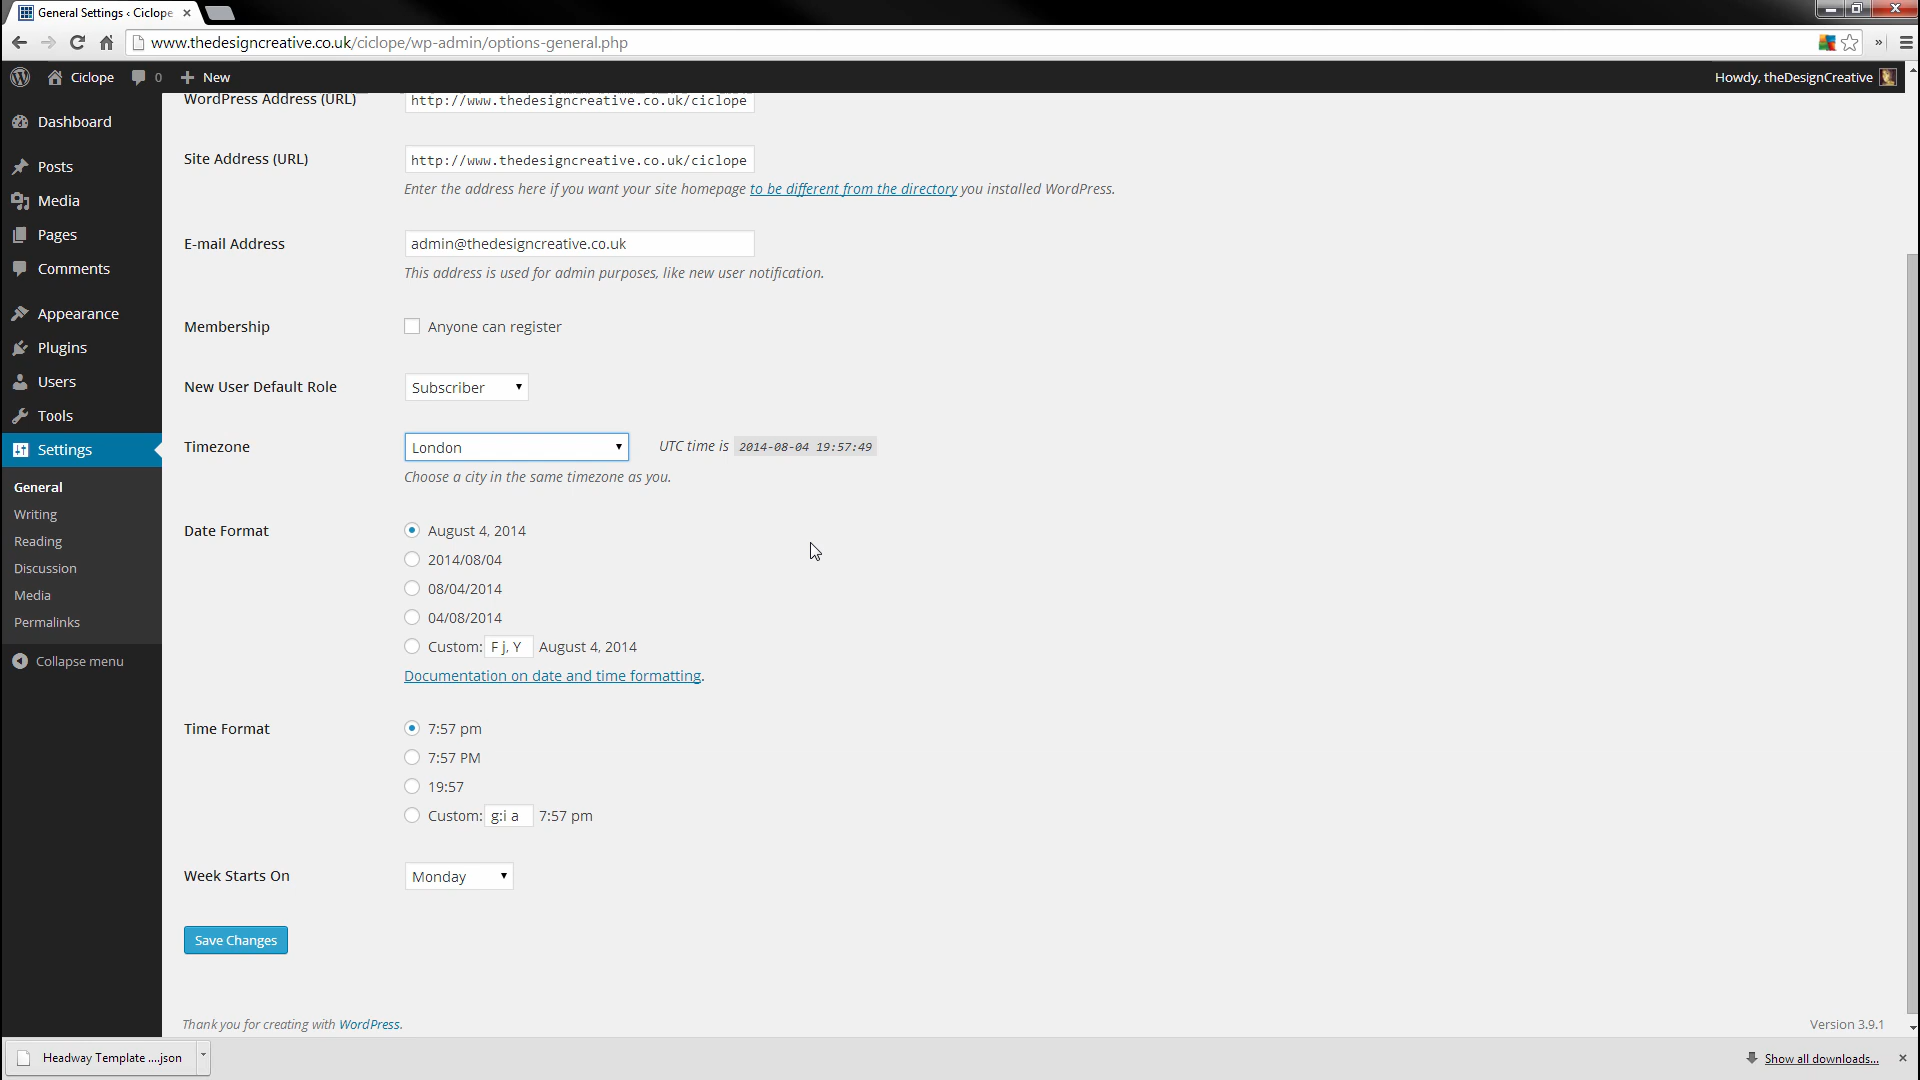 General Settings ‹ Ciclope
www.thedesigncreative.co.uk/ciclope/wp-admin/options-general.php
Ciclope 0 New Howdy, theDesignCreative
WordPress Address (URL) http://www.thedesigncreative.co.uk/ciclope
Dashboard
Posts
Media
Pages
Comments
Appearance
Plugins
Users
Tools
Settings
General
Writing
Reading
Discussion
Media
Permalinks
Collapse menu
Site Address (URL) http://www.thedesigncreative.co.uk/ciclope
Enter the address here if you want your site homepage to be different from the directory you installed WordPress.
E-mail Address admin@thedesigncreative.co.uk
This address is used for admin purposes, like new user notification.
Membership Anyone can register
New User Default Role Subscriber
Timezone London UTC time is 2014-08-04 19:57:49
Choose a city in the same timezone as you.
Date Format August 4, 2014
2014/08/04
08/04/2014
04/08/2014
Custom: F j, Y August 4, 2014
Documentation on date and time formatting.
Time Format 7:57 pm
7:57 PM
19:57
Custom: g:i a 7:57 pm
Week Starts On Monday
Save Changes
Thank you for creating with WordPress. Version 3.9.1
Headway Template ....json Show all downloads...